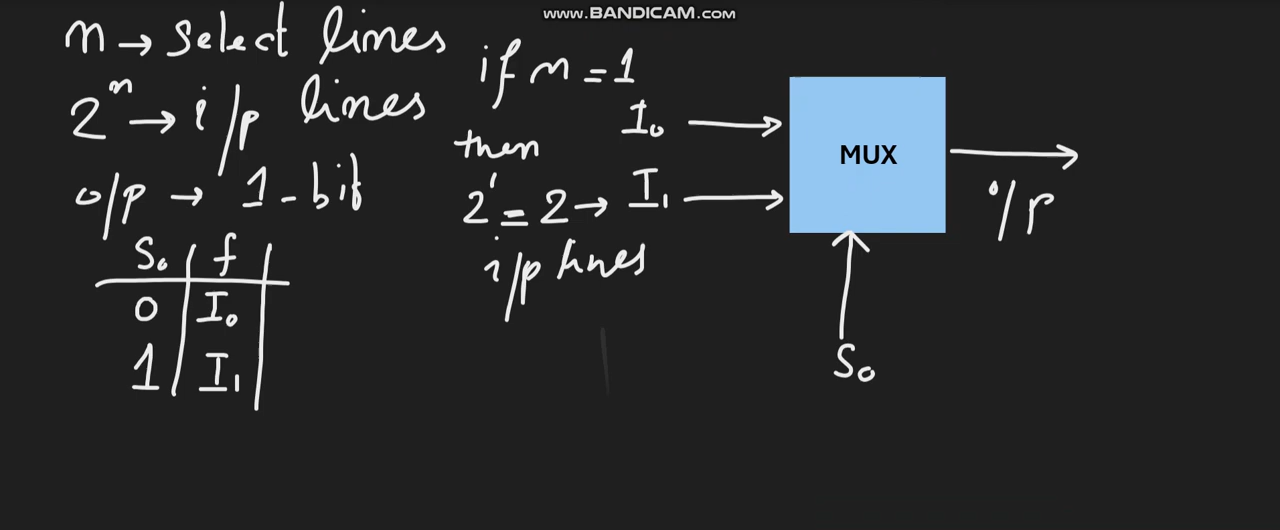 www.BANDICAM.com
n → select lines
2ⁿ → i/p lines
o/p → 1-bit
S₀ f
0 I₀
1 I₁
if n = 1
then
2¹ = 2 →
i/p lines
I₀
I₁
MUX
o/p
S₀